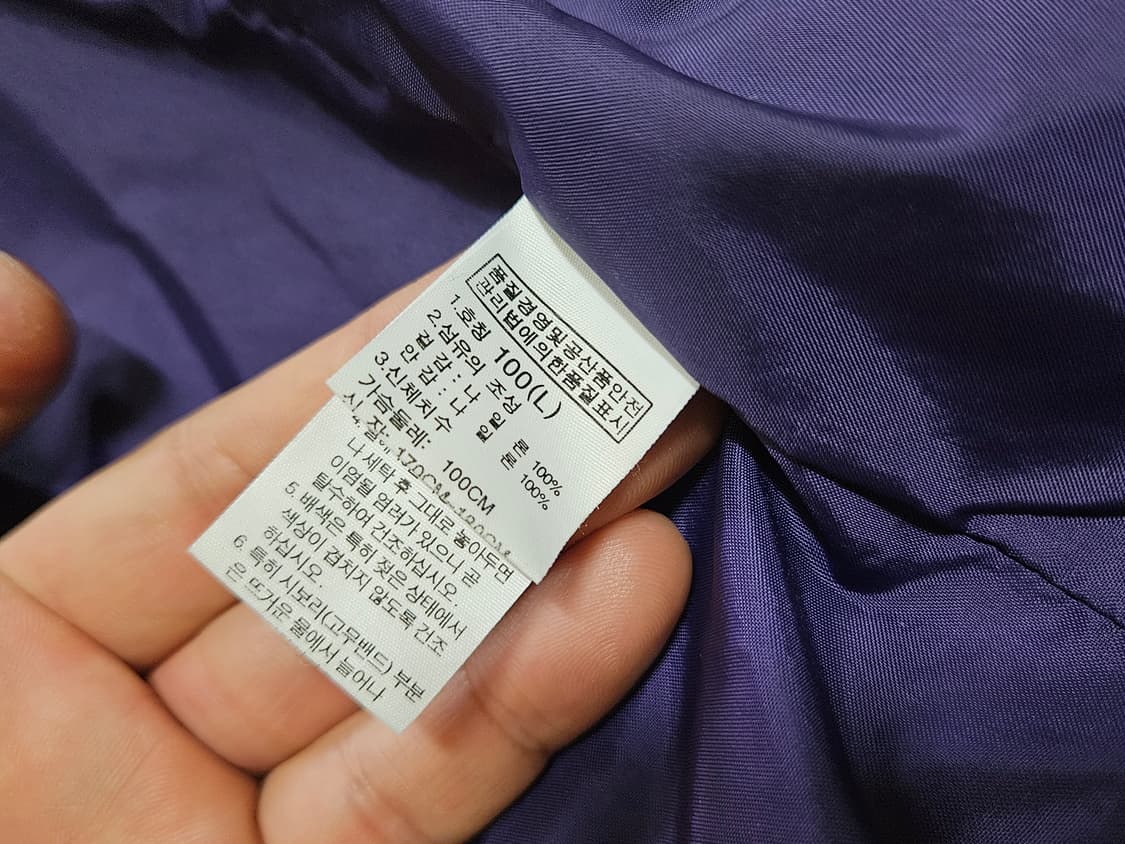 품질경영및공산품안전
관리법에의한품질표시
1.호칭 100(L)
2.섬유의 조성
겉 감 : 나 일 론 100%
안 감 : 나 일 론 100%
3.신체치수
가슴둘레: 100CM
신 장: 170CM
나 세탁 후 그대로 놓아두면
이염될 염려가 있으니 곧
탈수하여 건조하십시오.
5. 배색은 특히 젖은 상태에서
색상이 겹치지 않도록 건조
하십시오.
6. 특히 시보리(고무밴드) 부분
은 뜨거운 물에서 늘어나